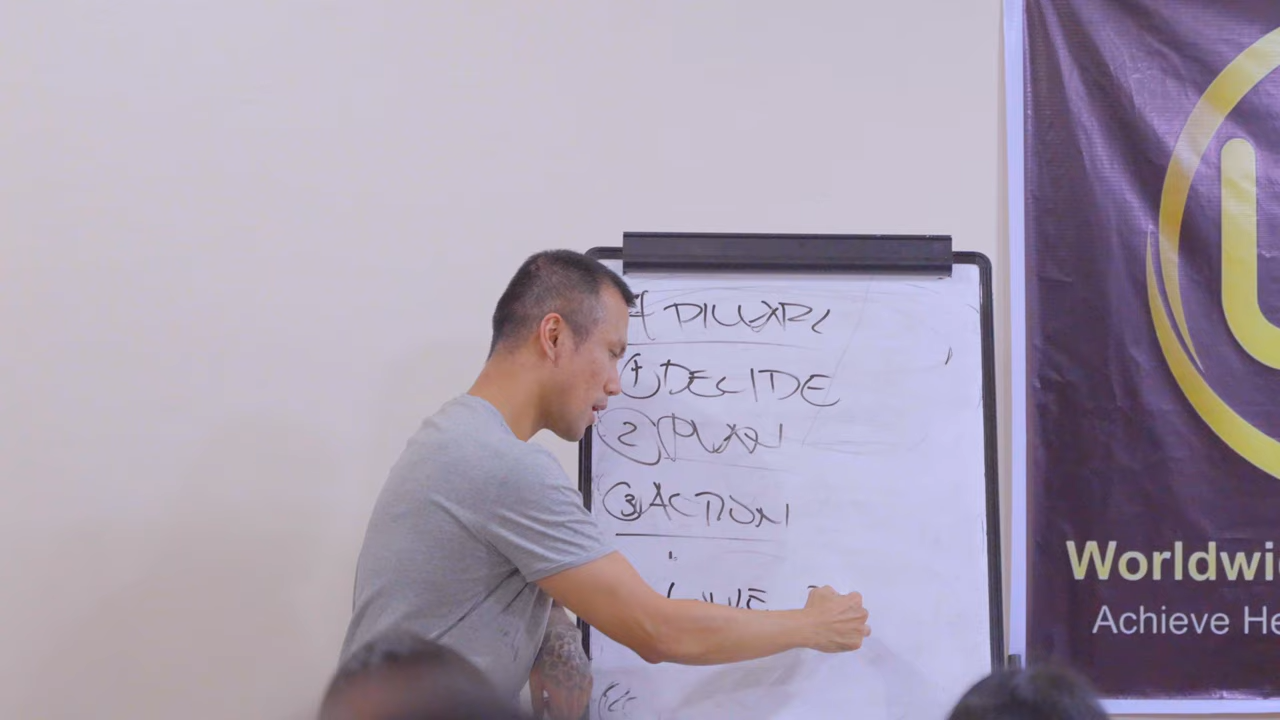 4 PILLARS
1 DECIDE
2 PLAN
3 ACTION
Worldwi
Achieve He